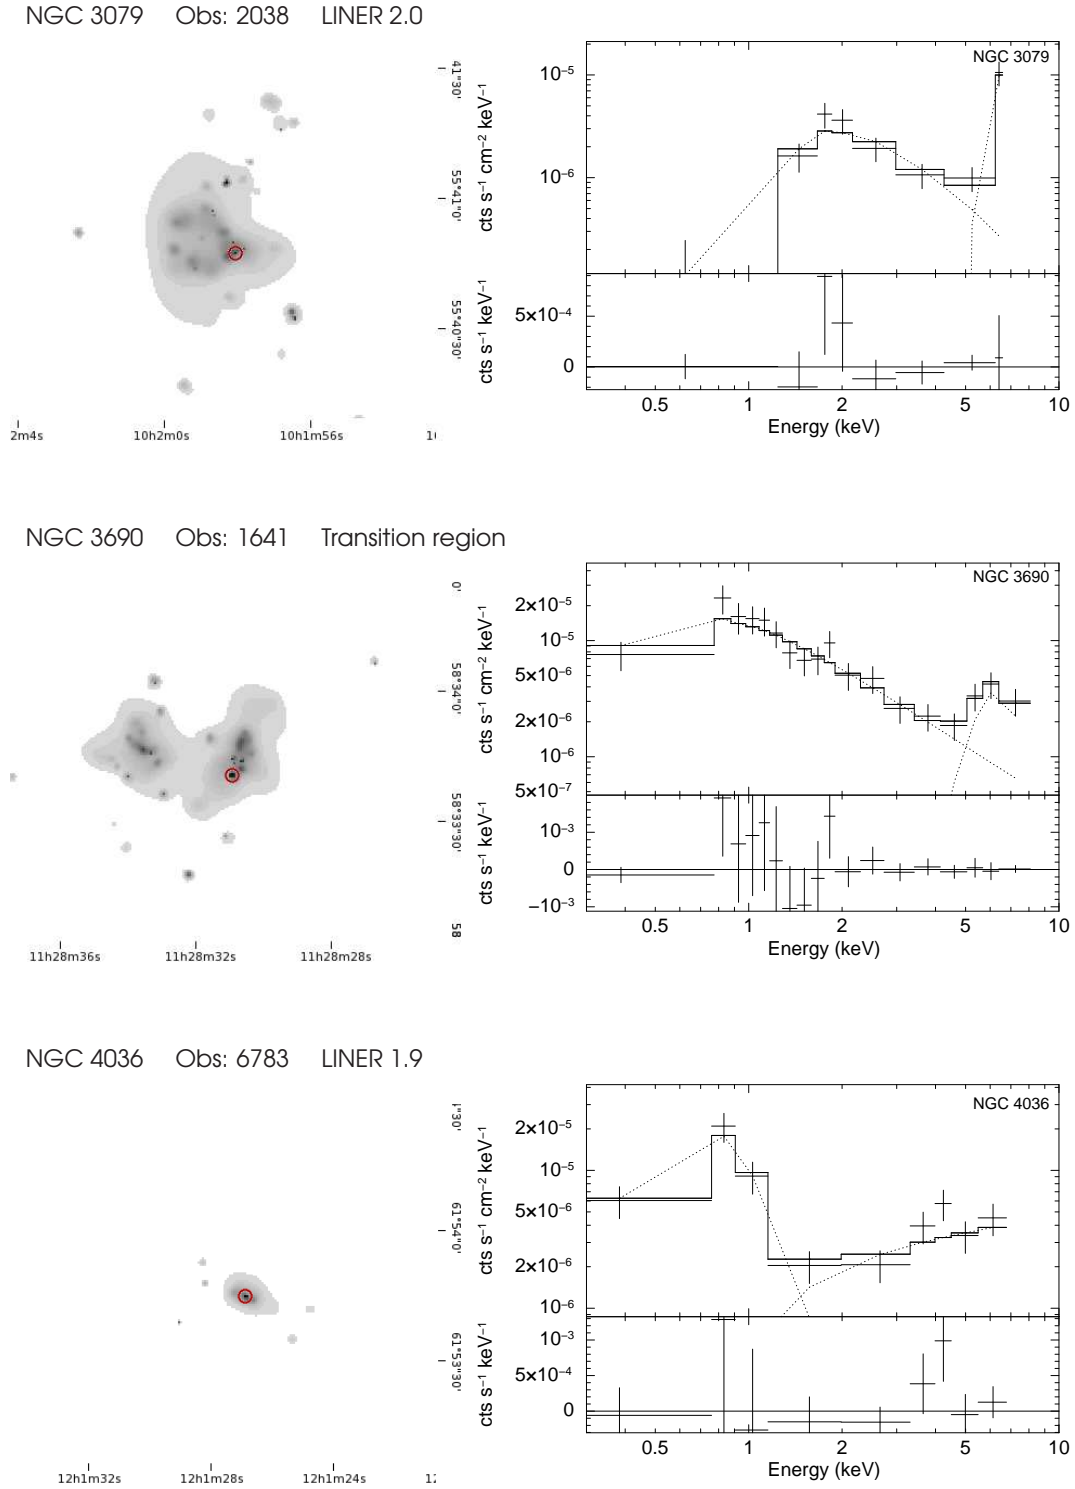 NGC 3079 Obs: 2038 LINER 2.0
41"30'
55°41"0'
55°40"30'
2m4s 10h2m0s 10h1m56s
NGC 3079
cts s⁻¹ cm⁻² keV⁻¹
10⁻⁵
10⁻⁶
cts s⁻¹ keV⁻¹
5×10⁻⁴
0
0.5 1 2 5 10
Energy (keV)
NGC 3690 Obs: 1641 Transition region
0'
58°34"0'
58°33"30'
58
11h28m36s 11h28m32s 11h28m28s
NGC 3690
cts s⁻¹ cm⁻² keV⁻¹
2×10⁻⁵
10⁻⁵
5×10⁻⁶
2×10⁻⁶
10⁻⁶
5×10⁻⁷
cts s⁻¹ keV⁻¹
10⁻³
0
−10⁻³
0.5 1 2 5 10
Energy (keV)
NGC 4036 Obs: 6783 LINER 1.9
61°54"0'
61°53"30'
12h1m32s 12h1m28s 12h1m24s
NGC 4036
cts s⁻¹ cm⁻² keV⁻¹
2×10⁻⁵
10⁻⁵
5×10⁻⁶
2×10⁻⁶
10⁻⁶
cts s⁻¹ keV⁻¹
10⁻³
5×10⁻⁴
0
0.5 1 2 5 10
Energy (keV)